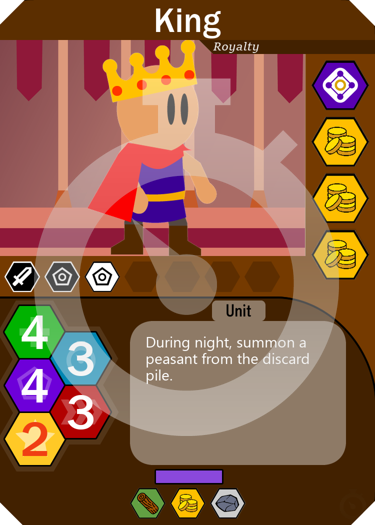 King
Royalty
Unit
During night, summon a
peasant from the discard
pile.
4
3
4
3
2